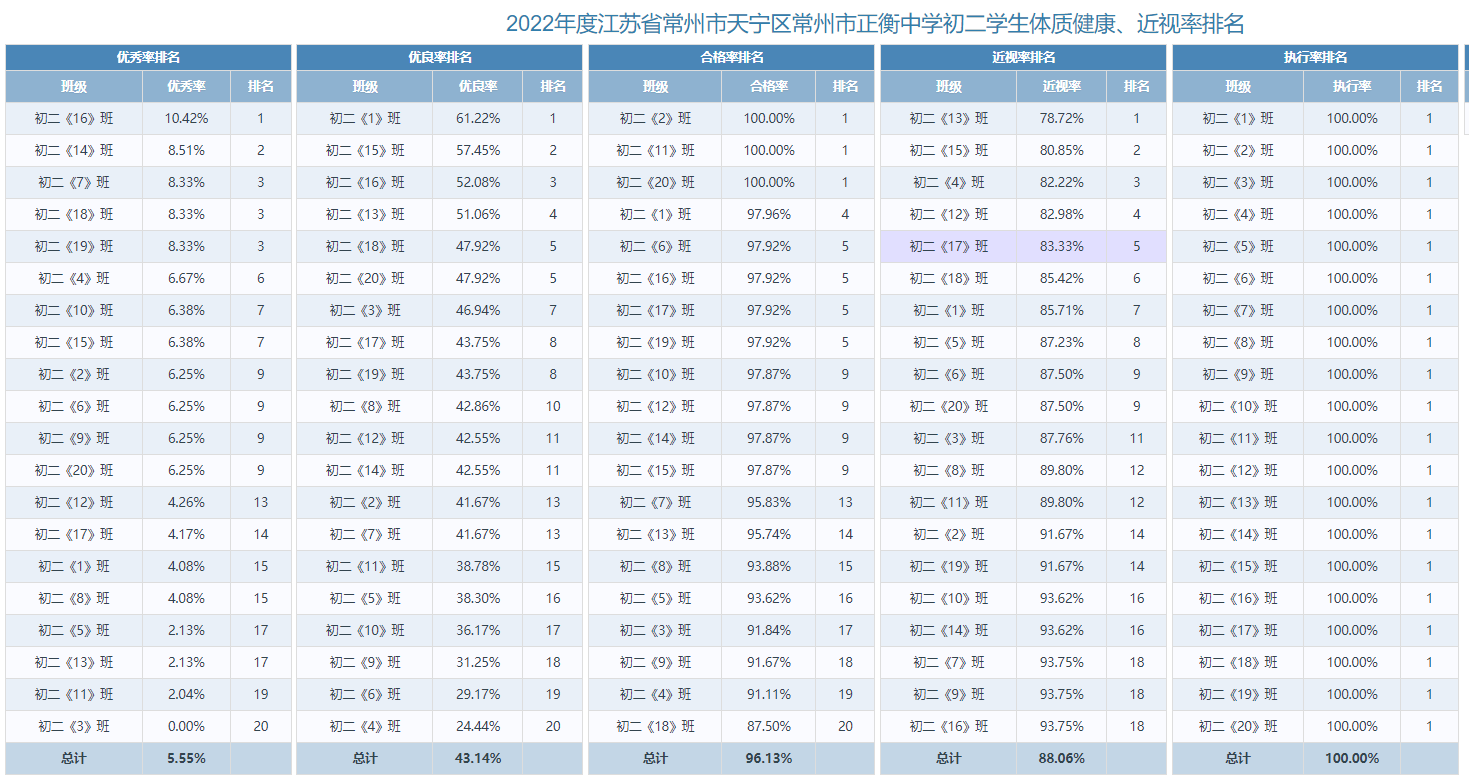 2022年度江苏省常州市天宁区常州市正衡中学初二学生体质健康、近视率排名
优秀率排名 优良率排名 合格率排名 近视率排名 执行率排名
班级 优秀率 排名 班级 优良率 排名 班级 合格率 排名 班级 近视率 排名 班级 执行率 排名
初二《16》班 10.42% 1 初二《1》班 61.22% 1 初二《2》班 100.00% 1 初二《13》班 78.72% 1 初二《1》班 100.00% 1
初二《14》班 8.51% 2 初二《15》班 57.45% 2 初二《11》班 100.00% 1 初二《15》班 80.85% 2 初二《2》班 100.00% 1
初二《7》班 8.33% 3 初二《16》班 52.08% 3 初二《20》班 100.00% 1 初二《4》班 82.22% 3 初二《3》班 100.00% 1
初二《18》班 8.33% 3 初二《13》班 51.06% 4 初二《1》班 97.96% 4 初二《12》班 82.98% 4 初二《4》班 100.00% 1
初二《19》班 8.33% 3 初二《18》班 47.92% 5 初二《6》班 97.92% 5 初二《17》班 83.33% 5 初二《5》班 100.00% 1
初二《4》班 6.67% 6 初二《20》班 47.92% 5 初二《16》班 97.92% 5 初二《18》班 85.42% 6 初二《6》班 100.00% 1
初二《10》班 6.38% 7 初二《3》班 46.94% 7 初二《17》班 97.92% 5 初二《1》班 85.71% 7 初二《7》班 100.00% 1
初二《15》班 6.38% 7 初二《17》班 43.75% 8 初二《19》班 97.92% 5 初二《5》班 87.23% 8 初二《8》班 100.00% 1
初二《2》班 6.25% 9 初二《19》班 43.75% 8 初二《10》班 97.87% 9 初二《6》班 87.50% 9 初二《9》班 100.00% 1
初二《6》班 6.25% 9 初二《8》班 42.86% 10 初二《12》班 97.87% 9 初二《20》班 87.50% 9 初二《10》班 100.00% 1
初二《9》班 6.25% 9 初二《12》班 42.55% 11 初二《14》班 97.87% 9 初二《3》班 87.76% 11 初二《11》班 100.00% 1
初二《20》班 6.25% 9 初二《14》班 42.55% 11 初二《15》班 97.87% 9 初二《8》班 89.80% 12 初二《12》班 100.00% 1
初二《12》班 4.26% 13 初二《2》班 41.67% 13 初二《7》班 95.83% 13 初二《11》班 89.80% 12 初二《13》班 100.00% 1
初二《17》班 4.17% 14 初二《7》班 41.67% 13 初二《13》班 95.74% 14 初二《2》班 91.67% 14 初二《14》班 100.00% 1
初二《1》班 4.08% 15 初二《11》班 38.78% 15 初二《8》班 93.88% 15 初二《19》班 91.67% 14 初二《15》班 100.00% 1
初二《8》班 4.08% 15 初二《5》班 38.30% 16 初二《5》班 93.62% 16 初二《10》班 93.62% 16 初二《16》班 100.00% 1
初二《5》班 2.13% 17 初二《10》班 36.17% 17 初二《3》班 91.84% 17 初二《14》班 93.62% 16 初二《17》班 100.00% 1
初二《13》班 2.13% 17 初二《9》班 31.25% 18 初二《9》班 91.67% 18 初二《7》班 93.75% 18 初二《18》班 100.00% 1
初二《11》班 2.04% 19 初二《6》班 29.17% 19 初二《4》班 91.11% 19 初二《9》班 93.75% 18 初二《19》班 100.00% 1
初二《3》班 0.00% 20 初二《4》班 24.44% 20 初二《18》班 87.50% 20 初二《16》班 93.75% 18 初二《20》班 100.00% 1
总计 5.55% 总计 43.14% 总计 96.13% 总计 88.06% 总计 100.00%